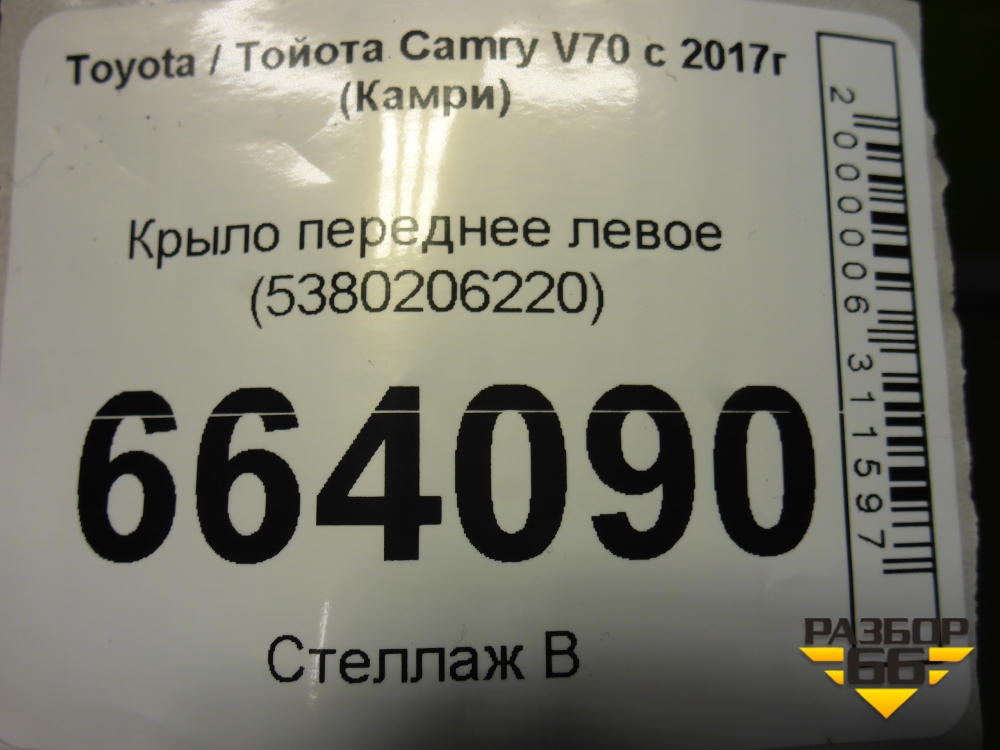 Toyota / Тойота Camry V70 с 2017г
(Камри)
Крыло переднее левое
(5380206220)
664090
Стеллаж В
2000006311597
РАЗБОР
66